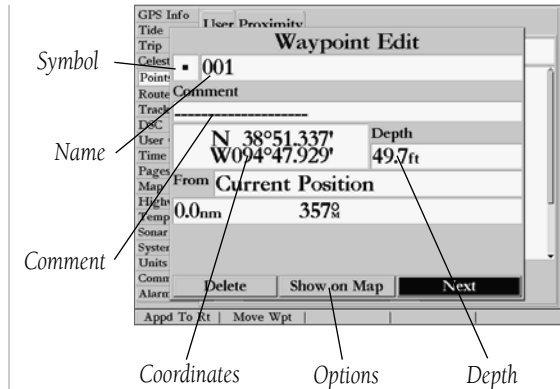 GPS Info
User Proximity
Tide
Trip
Waypoint Edit
Celest
Symbol
001
Points
Route
Comment
Track
DSC
User
N 38°51.337'
Depth
Name
Time
W094°47.929'
49.7ft
Pages
Map
From Current Position
High
Temp
0.0nm 357°M
Sonar
System
Comment
Units
Comm
Delete Show on Map Next
Alarm
Appd To Rt Move Wpt
Coordinates Options Depth